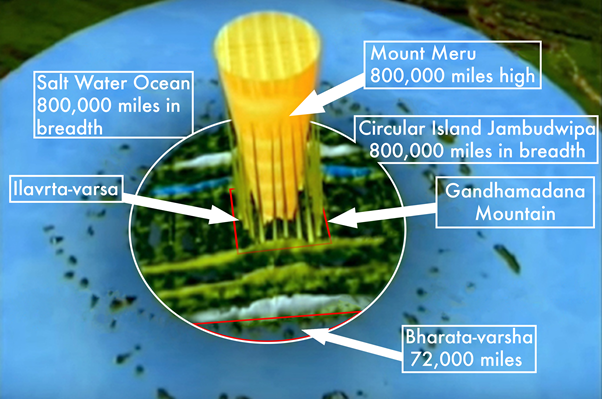 Mount Meru
800,000 miles high
Salt Water Ocean
800,000 miles in
breadth
Circular Island Jambudwipa
800,000 miles in breadth
Ilavrta-varsa
Gandhamadana
Mountain
Bharata-varsha
72,000 miles